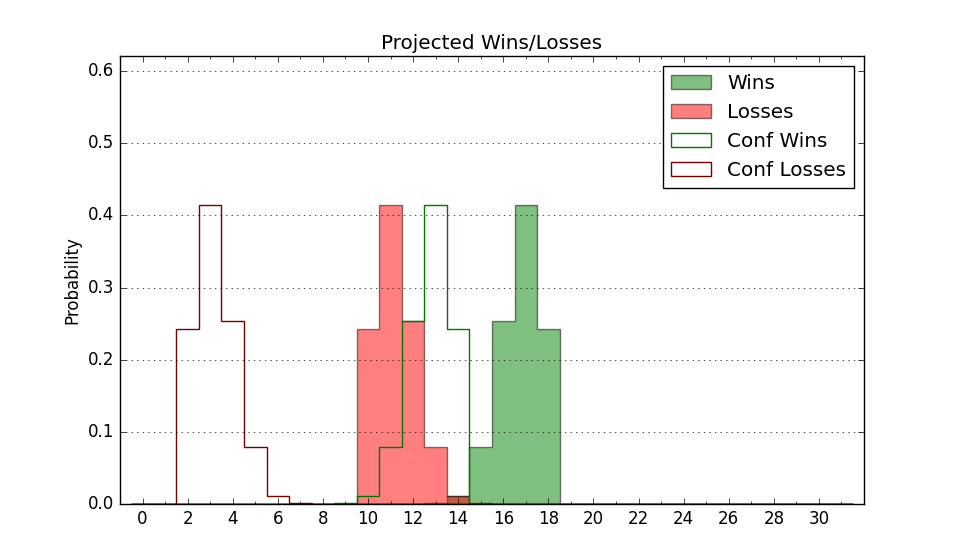 Projected Wins/Losses
0.6
0.5
0.4
0.3
0.2
0.1
0.0
Probability
Wins
Losses
Conf Wins
Conf Losses
0 2 4 6 8 10 12 14 16 18 20 22 24 26 28 30